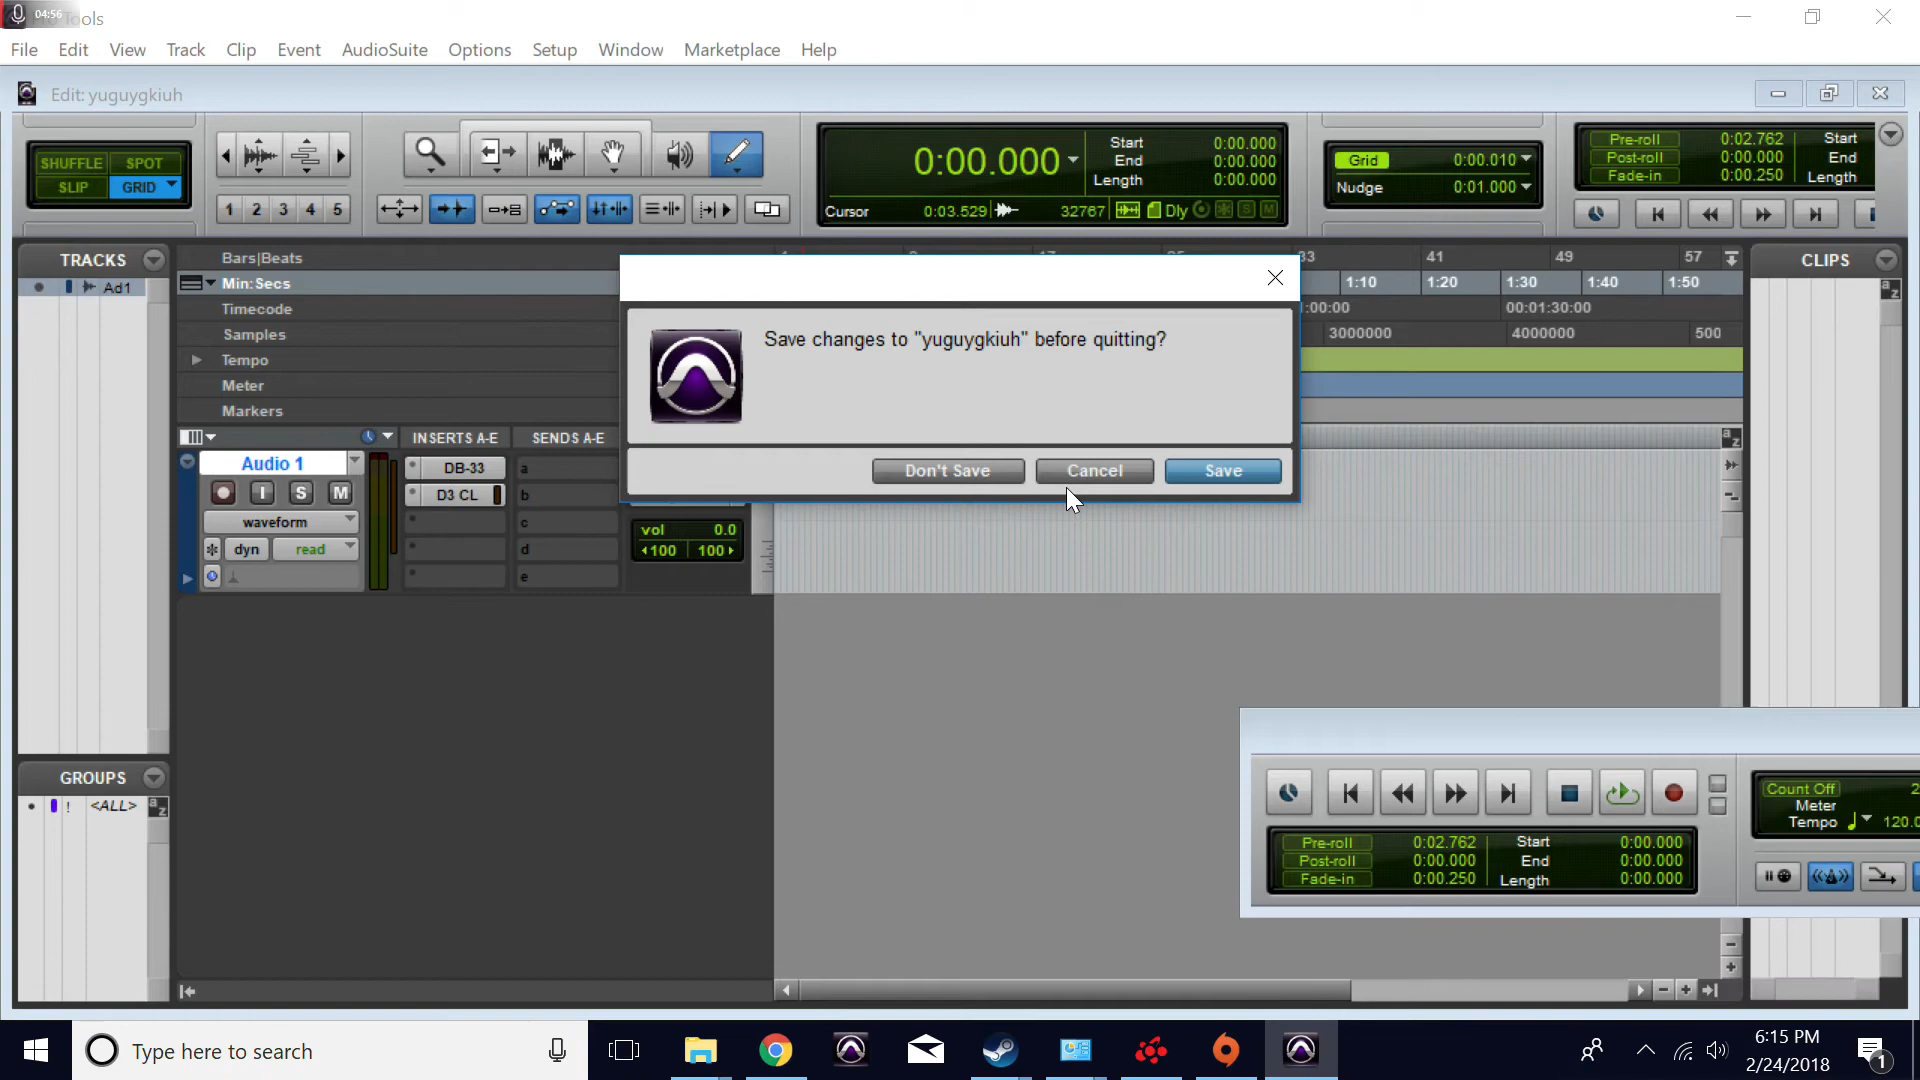 04:56
ools
File Edit View Track Clip Event AudioSuite Options Setup Window Marketplace Help
Edit: yuguygkiuh
SHUFFLE SPOT
SLIP GRID
1 2 3 4 5
0:00.000
Start 0:00.000
End 0:00.000
Length 0:00.000
Cursor 0:03.529 32767 Dly S M
Grid 0:00.010
Nudge 0:01.000
Pre-roll 0:02.762 Start
Post-roll 0:00.000 End
Fade-in 0:00.250 Length
TRACKS
Ad1
Bars|Beats
Min:Secs
Timecode
Samples
Tempo
Meter
Markers
33 41 49 57
1:10 1:20 1:30 1:40 1:50
:00:00 00:01:30:00
3000000 4000000 500
CLIPS
a z
Save changes to "yuguygkiuh" before quitting?
Don't Save Cancel Save
INSERTS A-E SENDS A-E
Audio 1
I S M
waveform
dyn read
DB-33
D3 CL
a
b
c
d
e
vol 0.0
100 100
a z
GROUPS
! <ALL> a z
Pre-roll 0:02.762 Start 0:00.000
Post-roll 0:00.000 End 0:00.000
Fade-in 0:00.250 Length 0:00.000
Count Off 2
Meter
Tempo 120.0
Type here to search
6:15 PM
2/24/2018
1